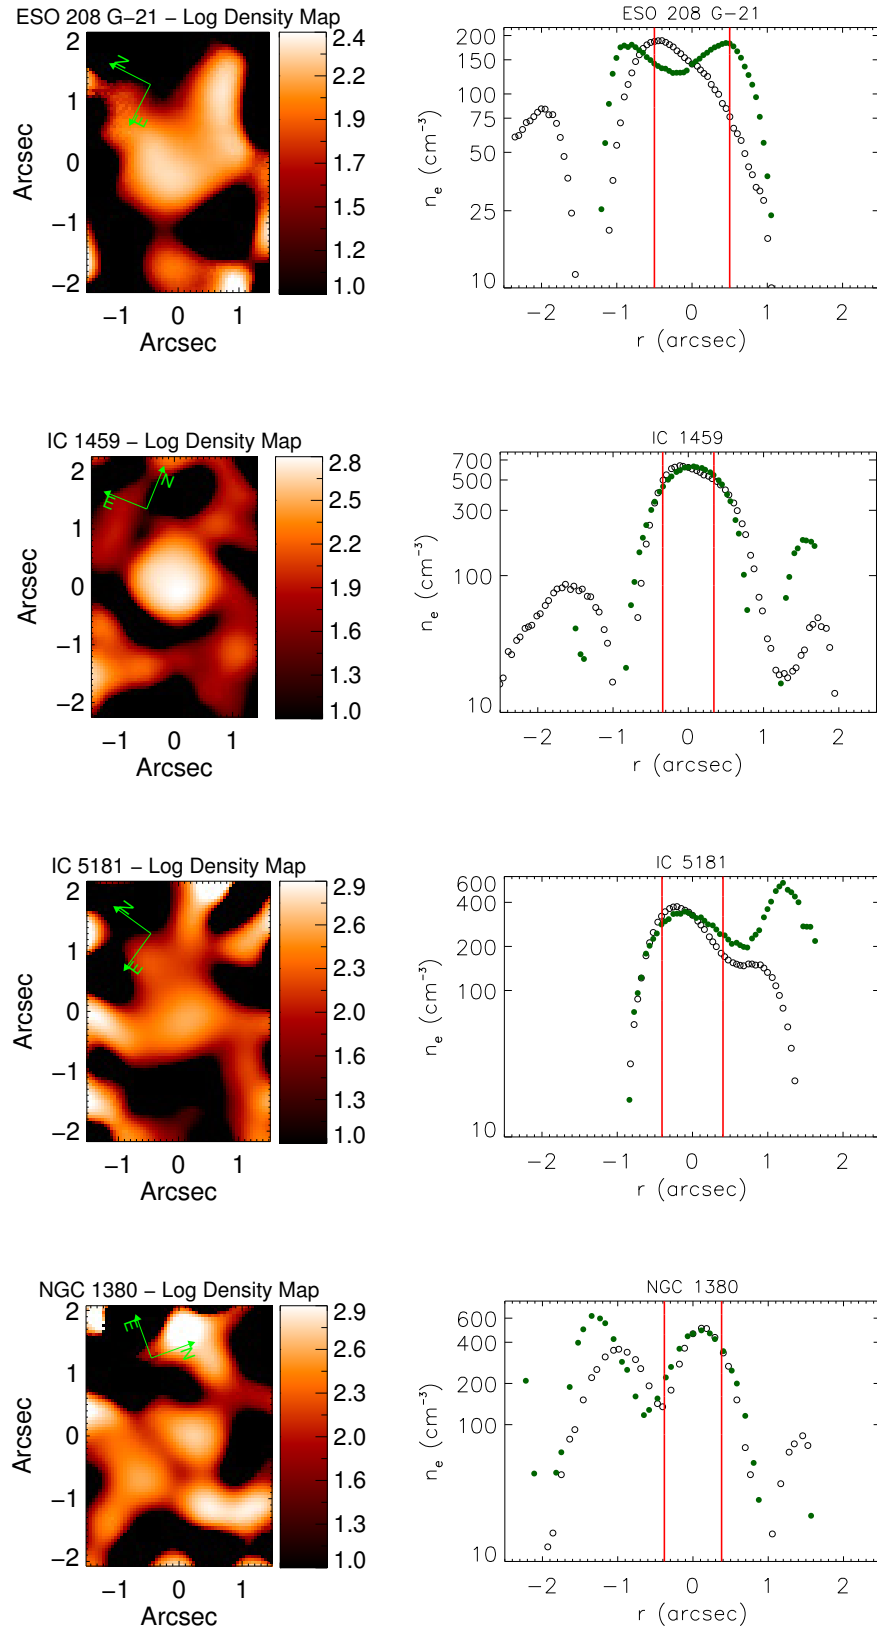 ESO 208 G−21 − Log Density Map
ESO 208 G−21
2
1
0
−1
−2
Arcsec
N
E
−1 0 1
Arcsec
2.4
2.2
1.9
1.7
1.5
1.2
1.0
200
150
100
75
50
25
10
n_e (cm⁻³)
−2 −1 0 1 2
r (arcsec)
IC 1459 − Log Density Map
IC 1459
2
1
0
−1
−2
Arcsec
E
N
−1 0 1
Arcsec
2.8
2.5
2.2
1.9
1.6
1.3
1.0
700
500
300
100
10
n_e (cm⁻³)
−2 −1 0 1 2
r (arcsec)
IC 5181 − Log Density Map
IC 5181
2
1
0
−1
−2
Arcsec
N
E
−1 0 1
Arcsec
2.9
2.6
2.3
2.0
1.6
1.3
1.0
600
400
200
100
10
n_e (cm⁻³)
−2 −1 0 1 2
r (arcsec)
NGC 1380 − Log Density Map
NGC 1380
2
1
0
−1
−2
Arcsec
E
N
−1 0 1
Arcsec
2.9
2.6
2.3
2.0
1.6
1.3
1.0
600
400
200
100
10
n_e (cm⁻³)
−2 −1 0 1 2
r (arcsec)